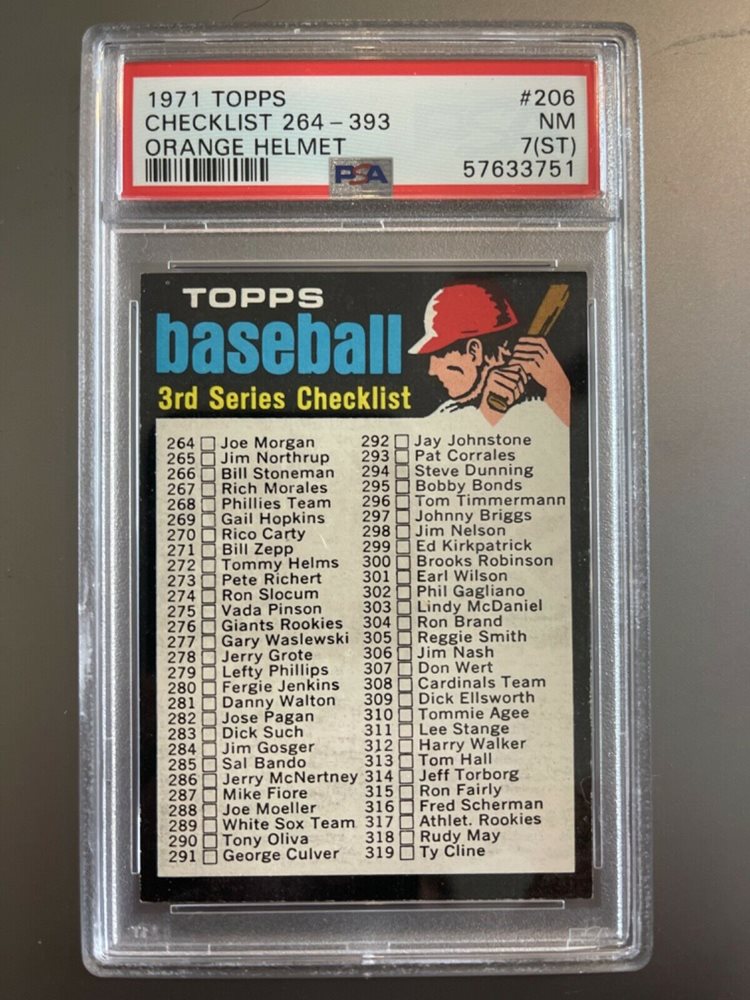 1971 TOPPS #206
CHECKLIST 264-393 NM
ORANGE HELMET 7(ST)
PSA 57633751
TOPPS
baseball
3rd Series Checklist
264 Joe Morgan
265 Jim Northrup
266 Bill Stoneman
267 Rich Morales
268 Phillies Team
269 Gail Hopkins
270 Rico Carty
271 Bill Zepp
272 Tommy Helms
273 Pete Richert
274 Ron Slocum
275 Vada Pinson
276 Giants Rookies
277 Gary Waslewski
278 Jerry Grote
279 Lefty Phillips
280 Fergie Jenkins
281 Danny Walton
282 Jose Pagan
283 Dick Such
284 Jim Gosger
285 Sal Bando
286 Jerry McNertney
287 Mike Fiore
288 Joe Moeller
289 White Sox Team
290 Tony Oliva
291 George Culver
292 Jay Johnstone
293 Pat Corrales
294 Steve Dunning
295 Bobby Bonds
296 Tom Timmermann
297 Johnny Briggs
298 Jim Nelson
299 Ed Kirkpatrick
300 Brooks Robinson
301 Earl Wilson
302 Phil Gagliano
303 Lindy McDaniel
304 Ron Brand
305 Reggie Smith
306 Jim Nash
307 Don Wert
308 Cardinals Team
309 Dick Ellsworth
310 Tommie Agee
311 Lee Stange
312 Harry Walker
313 Tom Hall
314 Jeff Torborg
315 Ron Fairly
316 Fred Scherman
317 Athlet. Rookies
318 Rudy May
319 Ty Cline